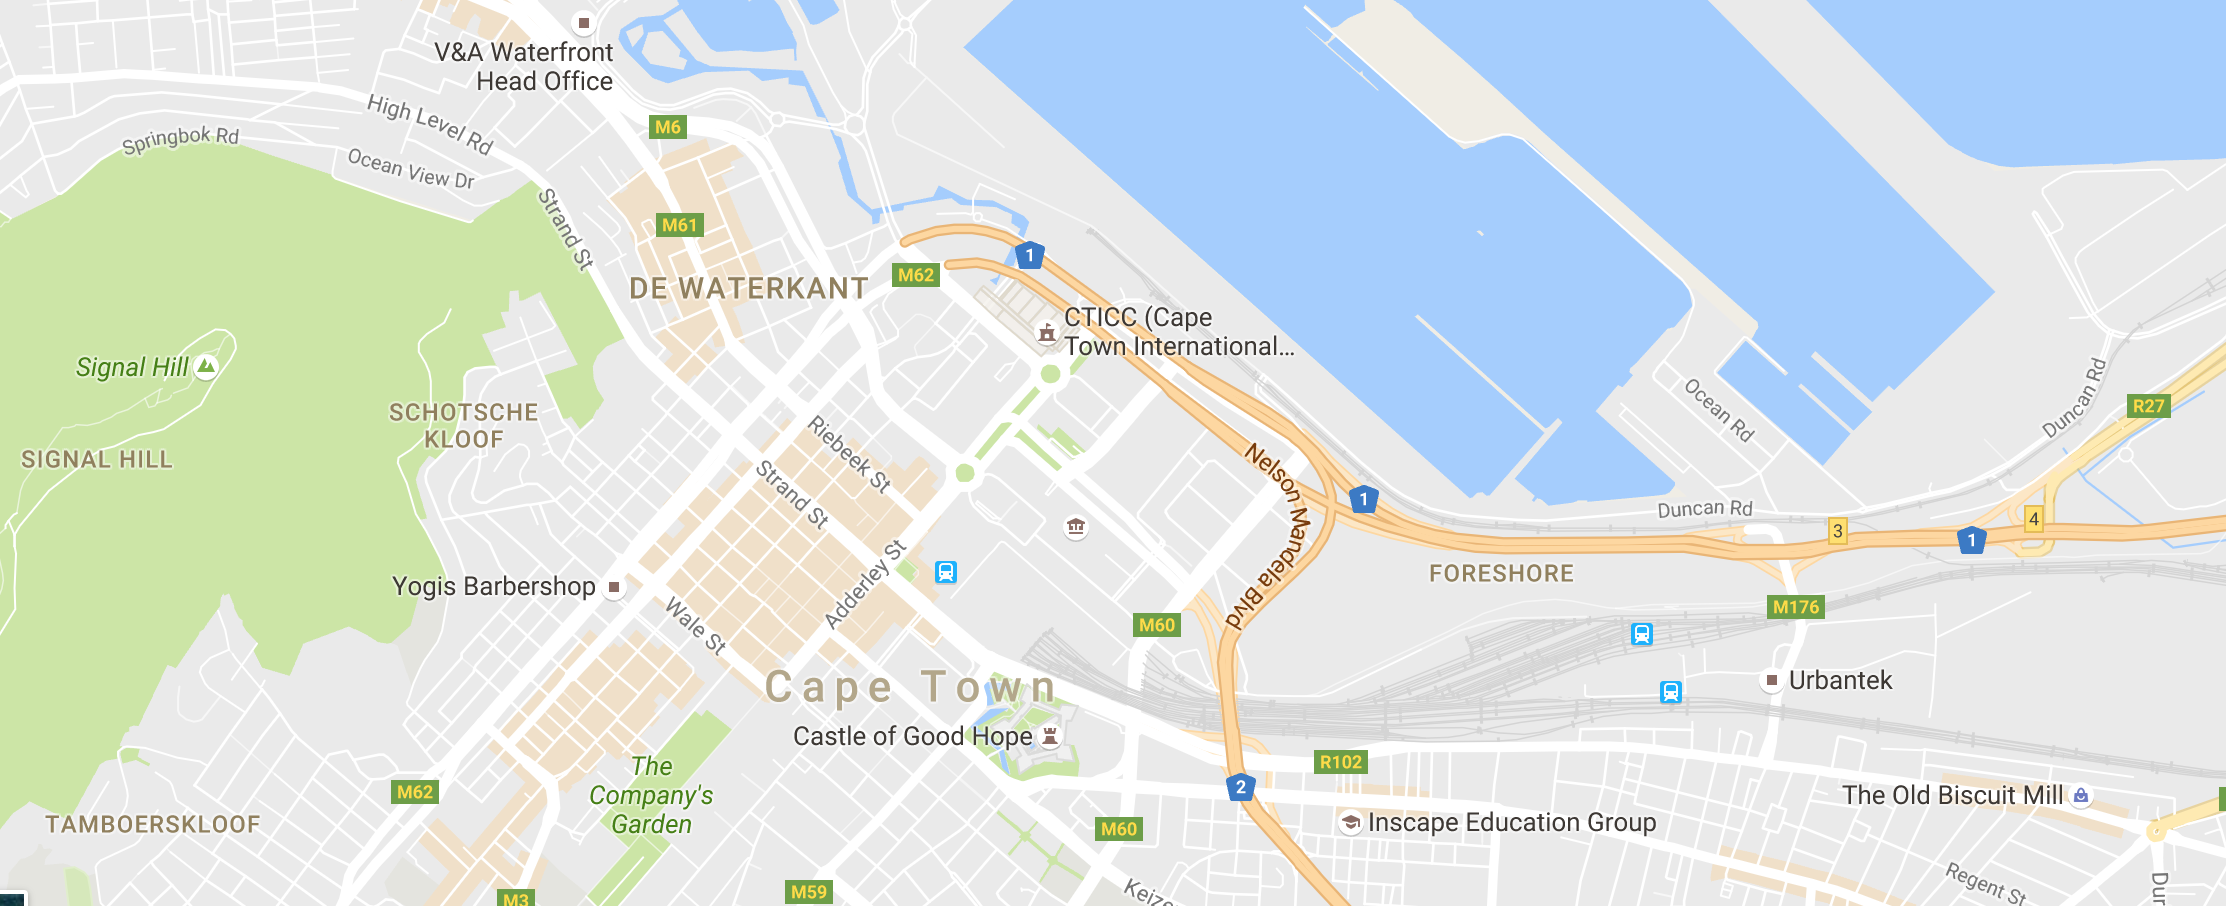 V&A Waterfront
Head Office
High Level Rd
M6
Springbok Rd
Ocean View Dr
Strand St
M61
1
M62
DE WATERKANT
CTICC (Cape
Town International...
Signal Hill
SCHOTSCHE
KLOOF
SIGNAL HILL
Riebeek St
Strand St
Ocean Rd
Duncan Rd
R27
Nelson Mandela Blvd
1
Duncan Rd
3
4
1
Adderley St
FORESHORE
Yogis Barbershop
Wale St
M60
M176
Cape Town
Urbantek
Castle of Good Hope
R102
The
Company's
Garden
M62
2
The Old Biscuit Mill
TAMBOERSKLOOF
M60
Inscape Education Group
M3
M59
Keize
Regent St
Dur